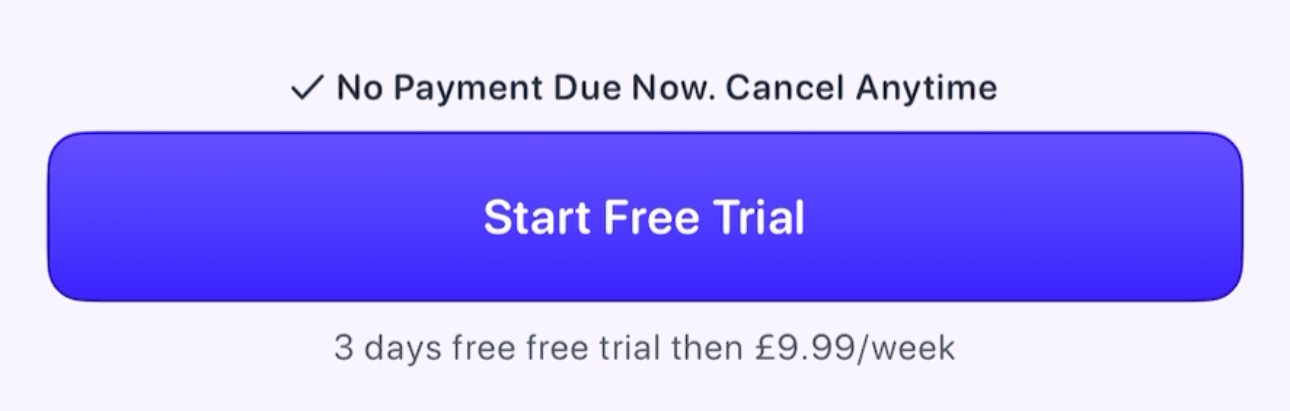 ✓ No Payment Due Now. Cancel Anytime
Start Free Trial
3 days free free trial then £9.99/week